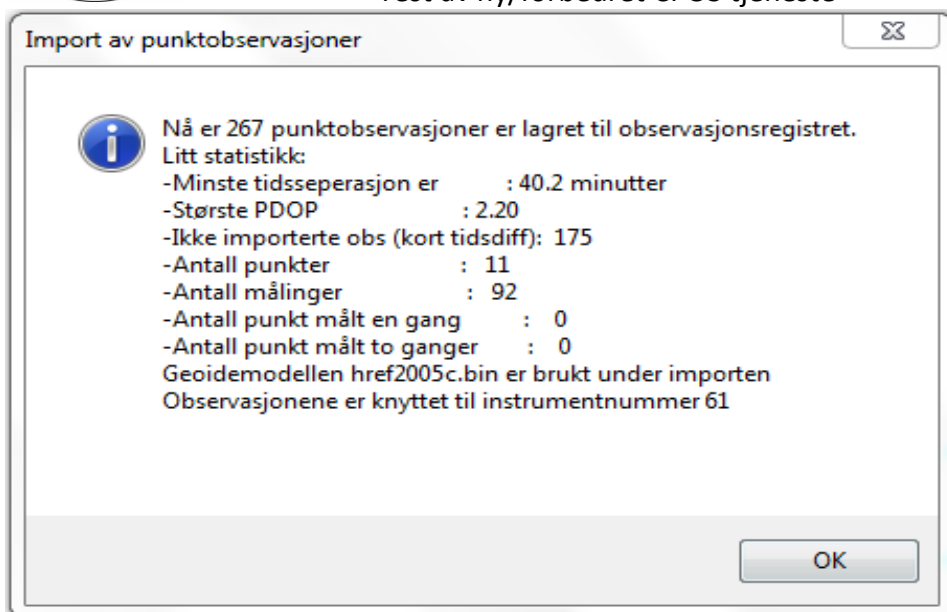 Import av punktobservasjoner
Nå er 267 punktobservasjoner er lagret til observasjonsregistret.
Litt statistikk:
-Minste tidsseperasjon er : 40.2 minutter
-Største PDOP : 2.20
-Ikke importerte obs (kort tidsdiff): 175
-Antall punkter : 11
-Antall målinger : 92
-Antall punkt målt en gang : 0
-Antall punkt målt to ganger : 0
Geoidemodellen href2005c.bin er brukt under importen
Observasjonene er knyttet til instrumentnummer 61
OK